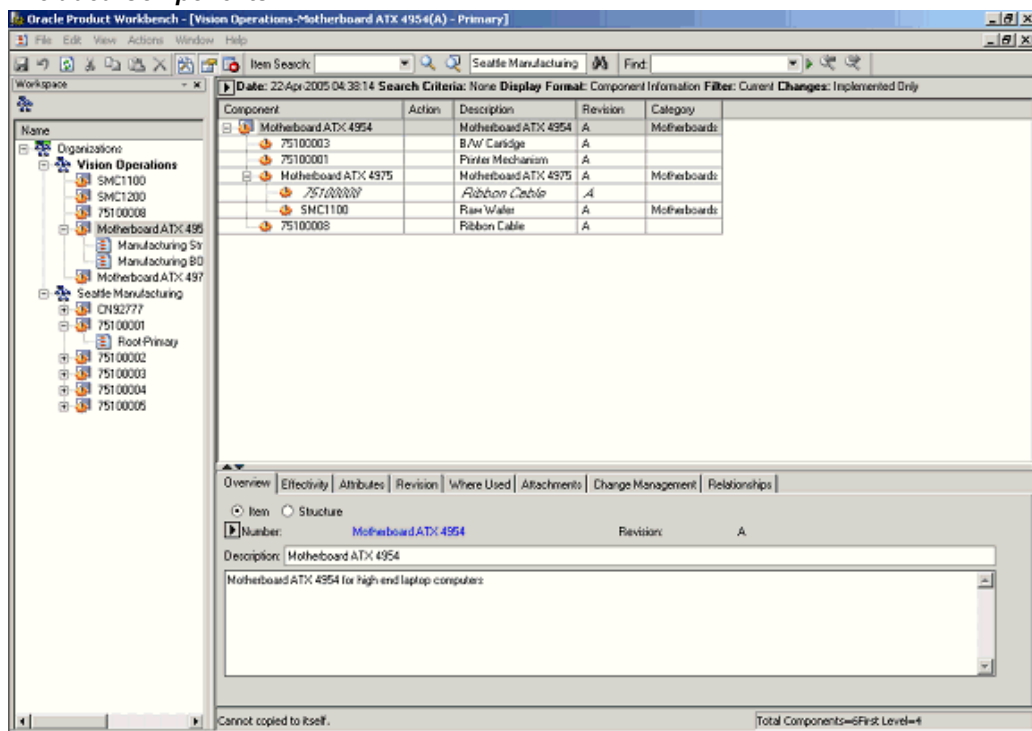 Oracle Product Workbench - [Vision Operations-Motherboard ATX 4954(A) - Primary]
File Edit View Actions Window Help
Item Search: Seattle Manufacturing Find:
Workspace
Date: 22-Apr-2005 04:38:14 Search Criteria: None Display Format: Component Information Filter: Current Changes: Implemented Only
Name
Organizations
Vision Operations
SMC1100
SMC1200
75100008
Motherboard ATX 495
Manufacturing Str
Manufacturing BO
Motherboard ATX 497
Seattle Manufacturing
CN92777
75100001
Root-Primary
75100002
75100003
75100004
75100005
Component Action Description Revision Category
Motherboard ATX 4954 Motherboard ATX 4954 A Motherboards
75100003 B/W Cartidge A
75100001 Printer Mechanism A
Motherboard ATX 4975 Motherboard ATX 4975 A Motherboards
75100008 Ribbon Cable A
SMC1100 Raw Wafer A Motherboards
75100008 Ribbon Cable A
Overview Effectivity Attributes Revision Where Used Attachments Change Management Relationships
Item Structure
Number: Motherboard ATX 4954 Revision: A
Description: Motherboard ATX 4954
Motherboard ATX 4954 for high end laptop computers
Cannot copied to itself. Total Components=6First Level=4